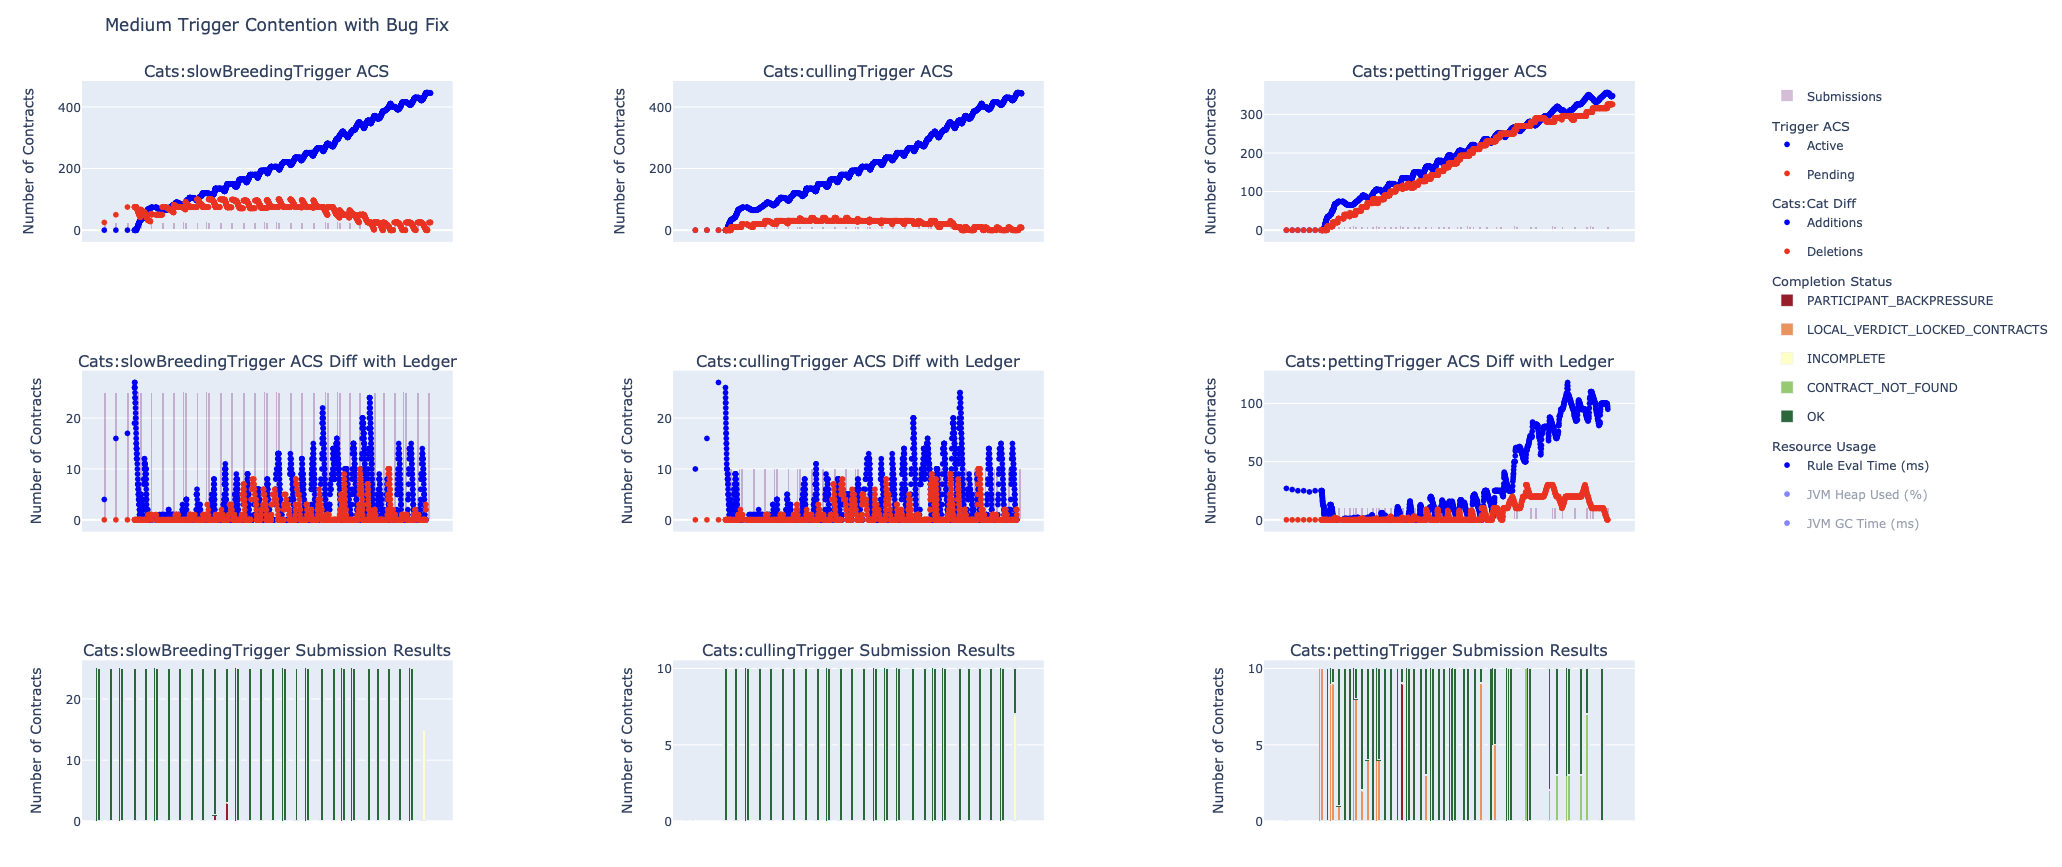 Medium Trigger Contention with Bug Fix
Cats:slowBreedingTrigger ACS
Number of Contracts
400
200
0
Cats:cullingTrigger ACS
Number of Contracts
400
200
0
Cats:pettingTrigger ACS
Number of Contracts
300
200
100
0
Cats:slowBreedingTrigger ACS Diff with Ledger
Number of Contracts
20
10
0
Cats:cullingTrigger ACS Diff with Ledger
Number of Contracts
20
10
0
Cats:pettingTrigger ACS Diff with Ledger
Number of Contracts
100
50
0
Cats:slowBreedingTrigger Submission Results
Number of Contracts
20
10
0
Cats:cullingTrigger Submission Results
Number of Contracts
10
5
0
Cats:pettingTrigger Submission Results
Number of Contracts
10
5
0
Submissions
Trigger ACS
Active
Pending
Cats:Cat Diff
Additions
Deletions
Completion Status
PARTICIPANT_BACKPRESSURE
LOCAL_VERDICT_LOCKED_CONTRACTS
INCOMPLETE
CONTRACT_NOT_FOUND
OK
Resource Usage
Rule Eval Time (ms)
JVM Heap Used (%)
JVM GC Time (ms)